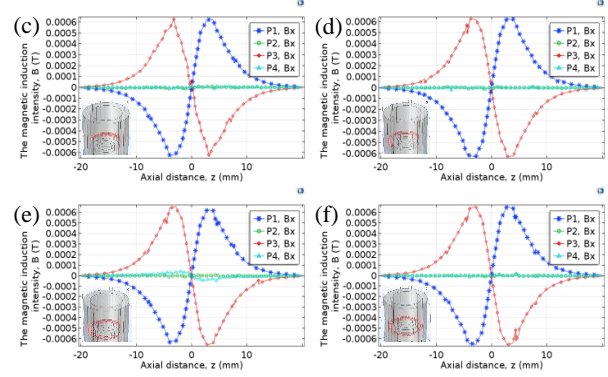 (c)
0.0006
0.0005
0.0004
0.0003
0.0002
0.0001
0
-0.0001
-0.0002
-0.0003
-0.0004
-0.0005
-0.0006
The magnetic induction
intensity, B (T)
P1, Bx
P2, Bx
P3, Bx
P4, Bx
-20 -10 0 10
Axial distance, z (mm)
(d)
0.0006
0.0005
0.0004
0.0003
0.0002
0.0001
0
-0.0001
-0.0002
-0.0003
-0.0004
-0.0005
-0.0006
The magnetic induction
intensity, B (T)
P1, Bx
P2, Bx
P3, Bx
P4, Bx
-20 -10 0 10
Axial distance, z (mm)
(e)
0.0006
0.0005
0.0004
0.0003
0.0002
0.0001
0
-0.0001
-0.0002
-0.0003
-0.0004
-0.0005
-0.0006
The magnetic induction
intensity, B (T)
P1, Bx
P2, Bx
P3, Bx
P4, Bx
-20 -10 0 10
Axial distance, z (mm)
(f)
0.0006
0.0005
0.0004
0.0003
0.0002
0.0001
0
-0.0001
-0.0002
-0.0003
-0.0004
-0.0005
-0.0006
The magnetic induction
intensity, B (T)
P1, Bx
P2, Bx
P3, Bx
P4, Bx
-20 -10 0 10
Axial distance, z (mm)